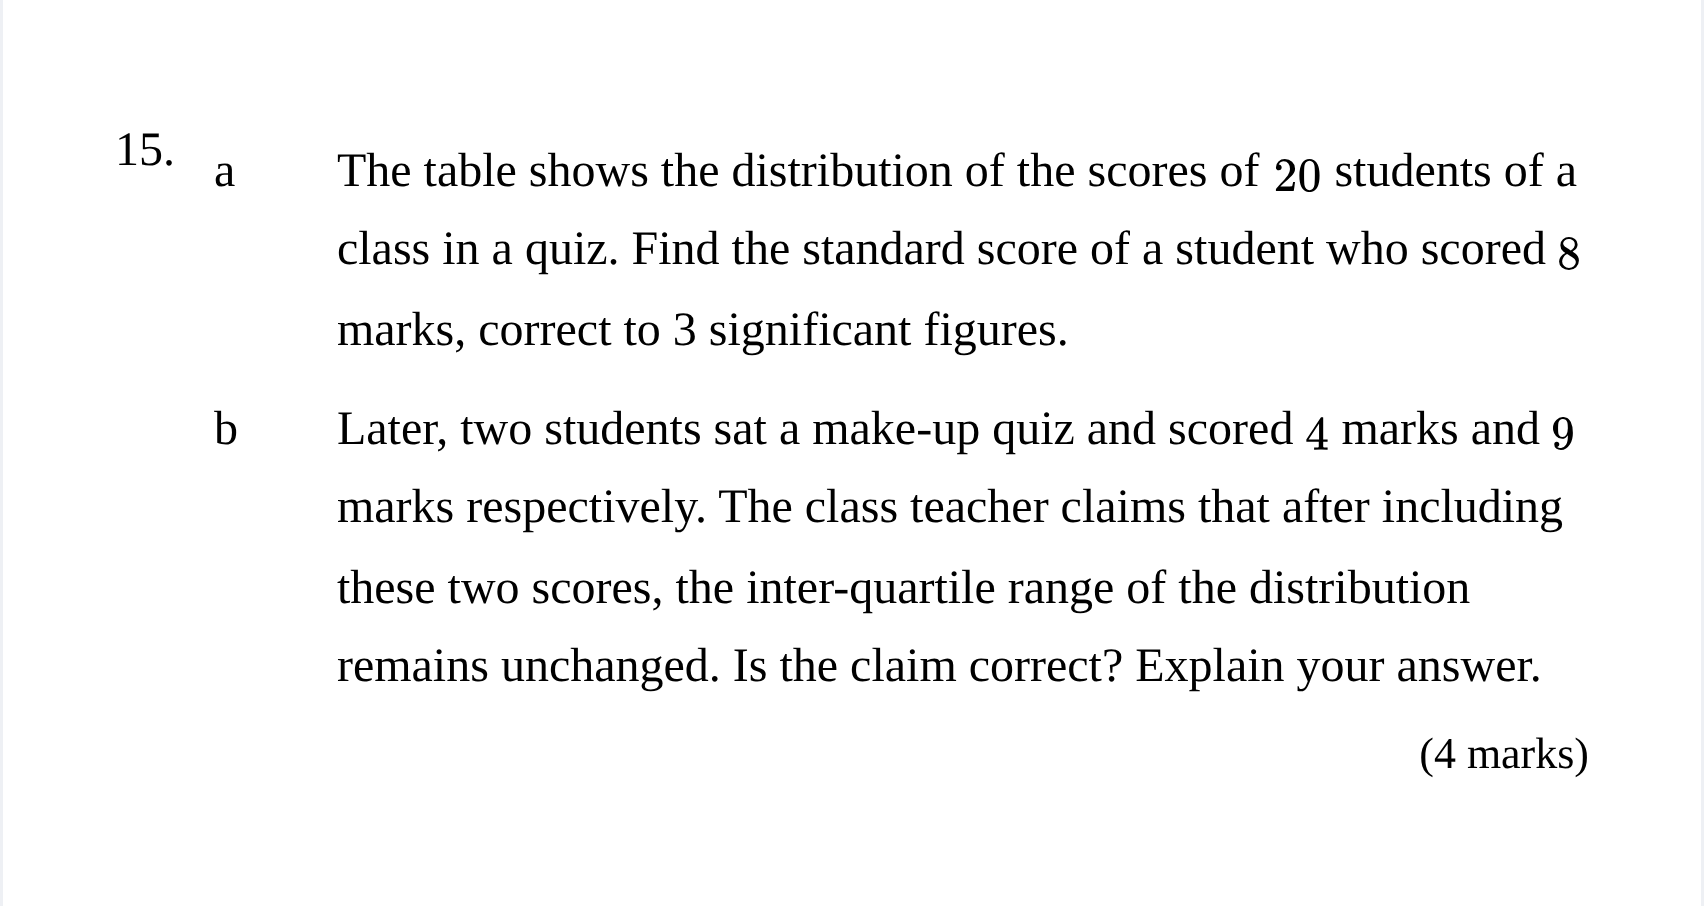 15. a The table shows the distribution of the scores of 20 students of a
class in a quiz. Find the standard score of a student who scored 8
marks, correct to 3 significant figures.
b Later, two students sat a make-up quiz and scored 4 marks and 9
marks respectively. The class teacher claims that after including
these two scores, the inter-quartile range of the distribution
remains unchanged. Is the claim correct? Explain your answer.
(4 marks)